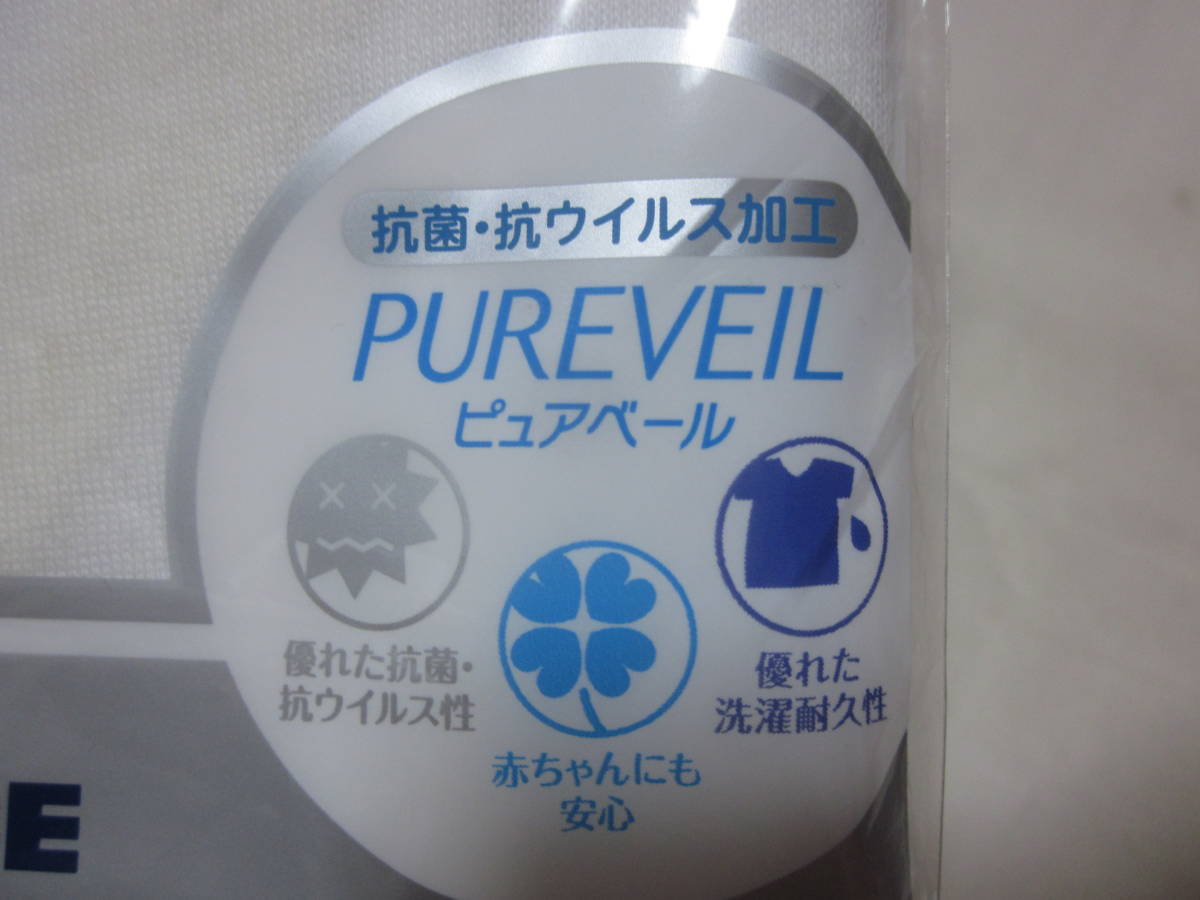 抗菌・抗ウイルス加工
PUREVEIL
ピュアベール
優れた抗菌・
抗ウイルス性
赤ちゃんにも
安心
優れた
洗濯耐久性
E